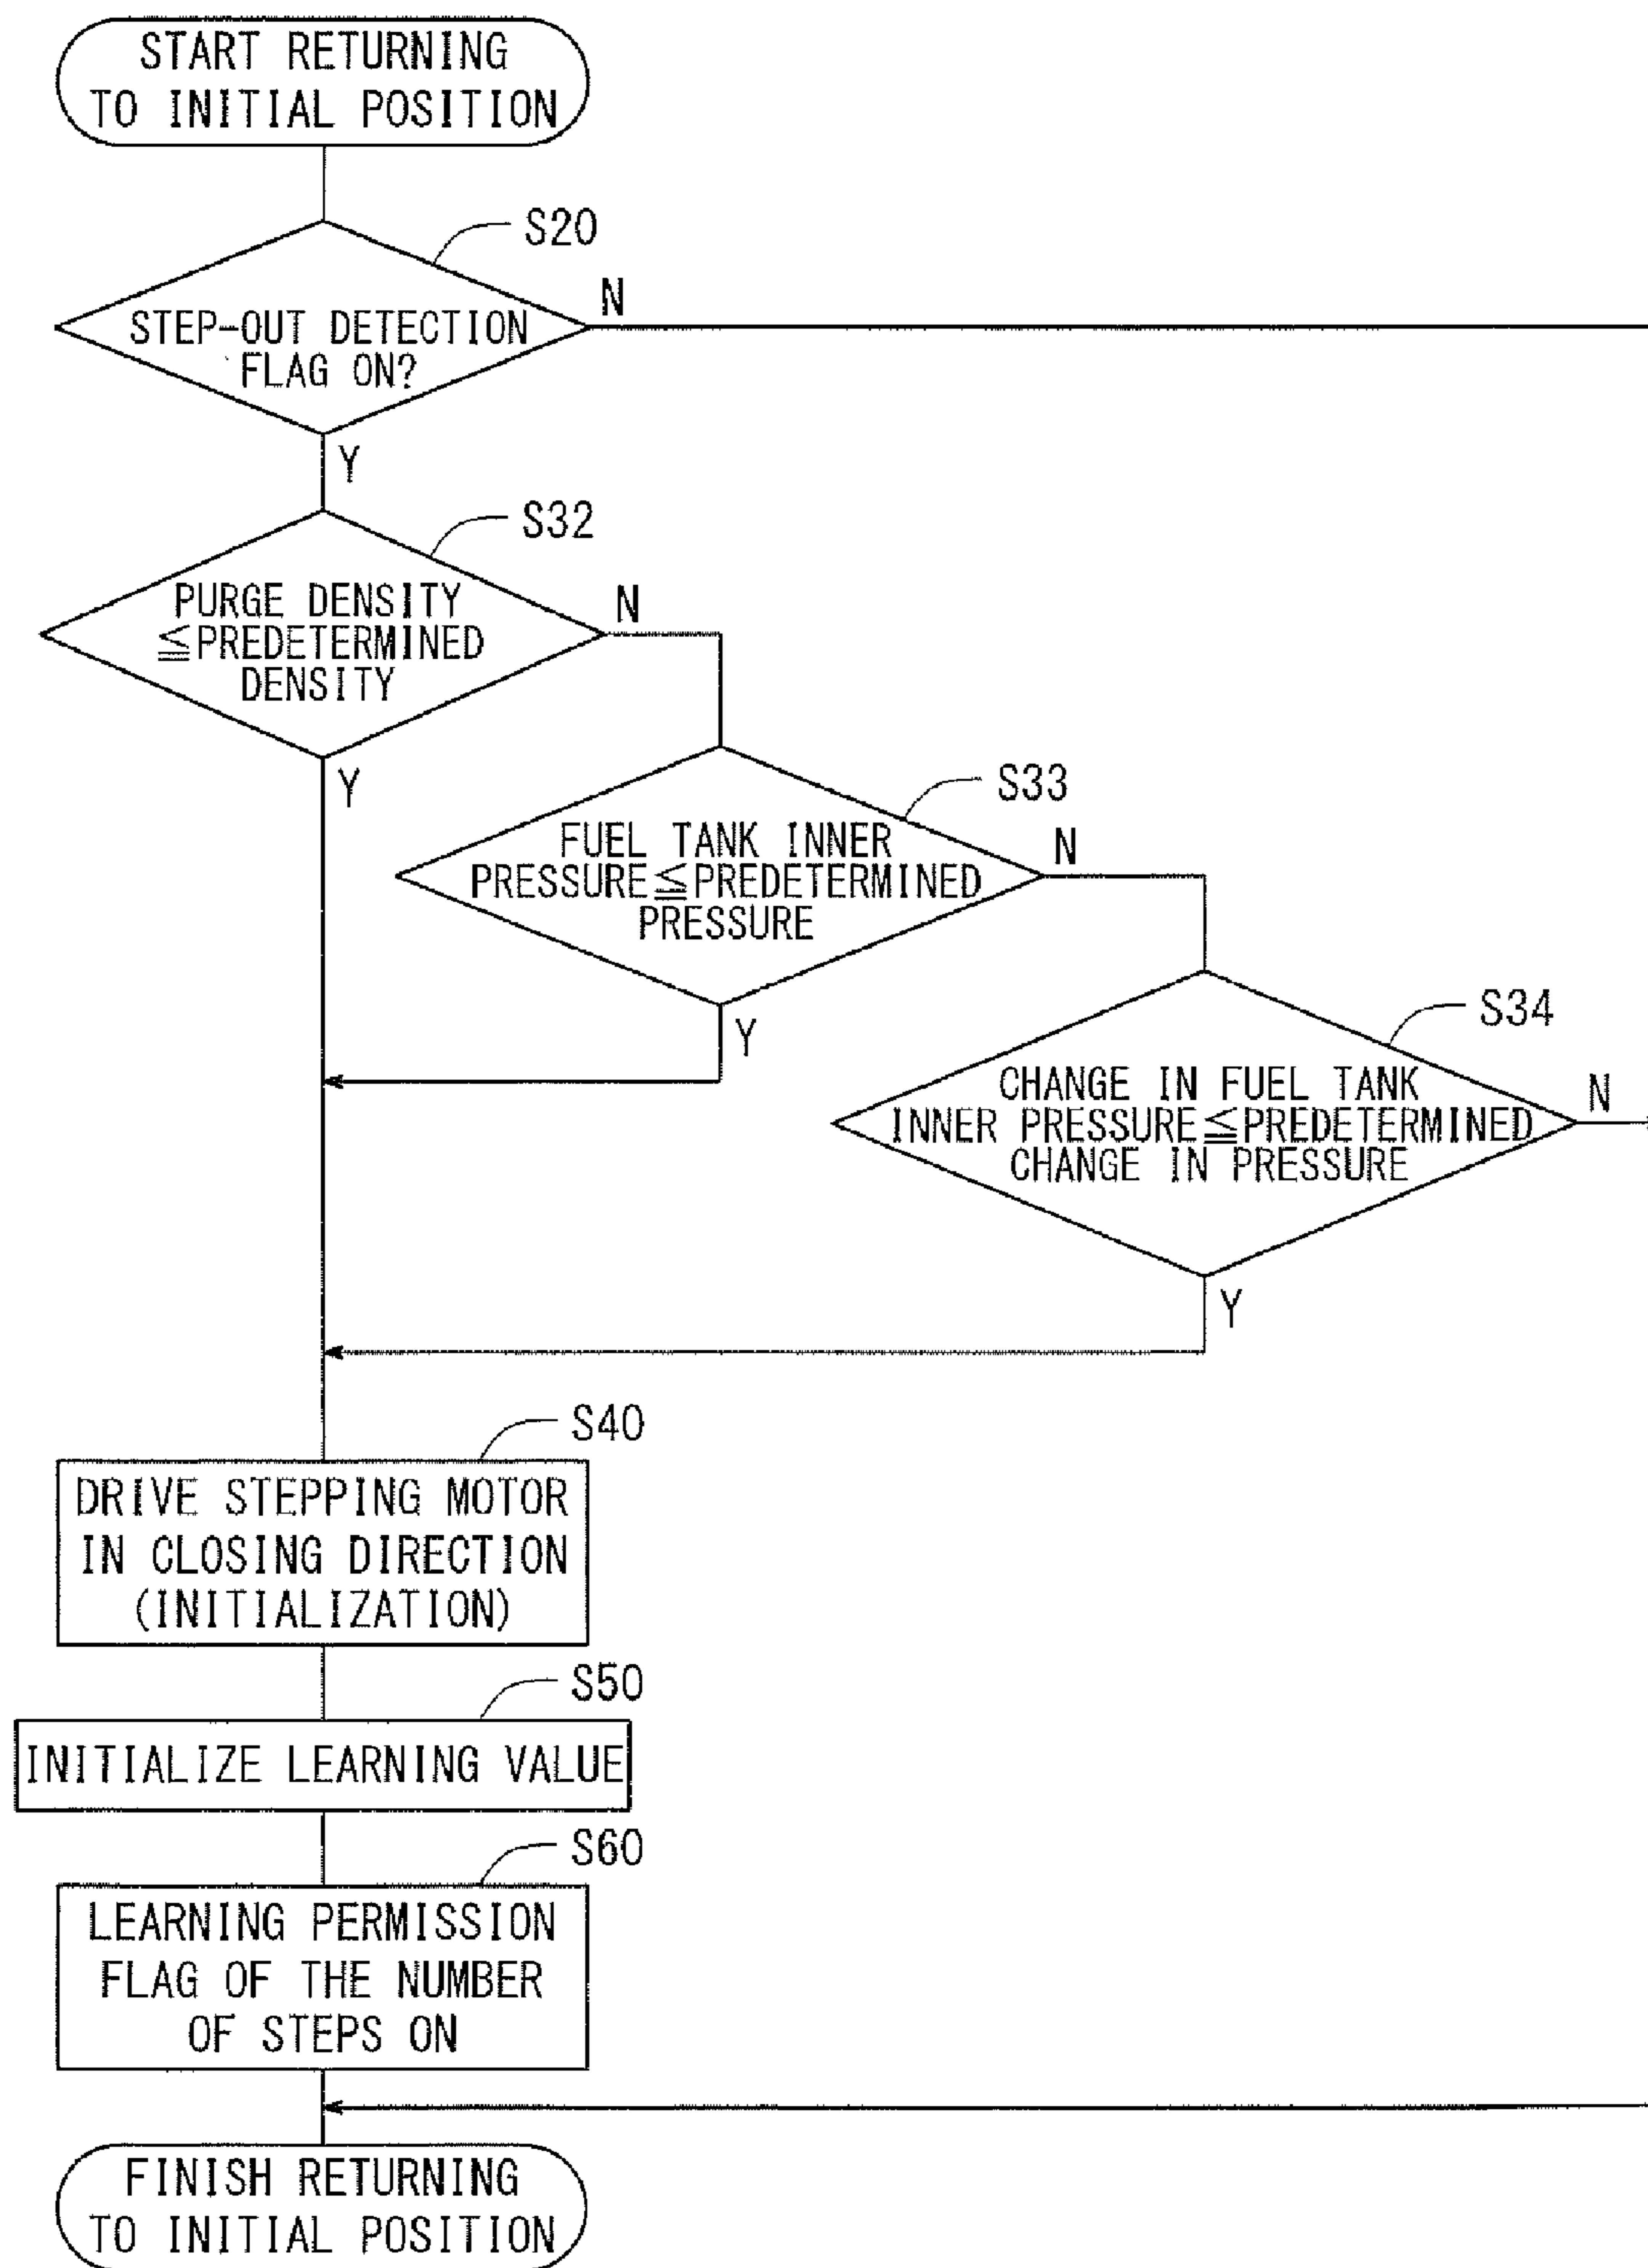 START RETURNING
TO INITIAL POSITION
S20
N
STEP-OUT DETECTION
FLAG ON?
Y
S32
N
PURGE DENSITY
≦PREDETERMINED
DENSITY
Y
S33
N
FUEL TANK INNER
PRESSURE≦PREDETERMINED
PRESSURE
Y
S34
N
CHANGE IN FUEL TANK
INNER PRESSURE≦PREDETERMINED
CHANGE IN PRESSURE
Y
S40
DRIVE STEPPING MOTOR
IN CLOSING DIRECTION
(INITIALIZATION)
S50
INITIALIZE LEARNING VALUE
S60
LEARNING PERMISSION
FLAG OF THE NUMBER
OF STEPS ON
FINISH RETURNING
TO INITIAL POSITION